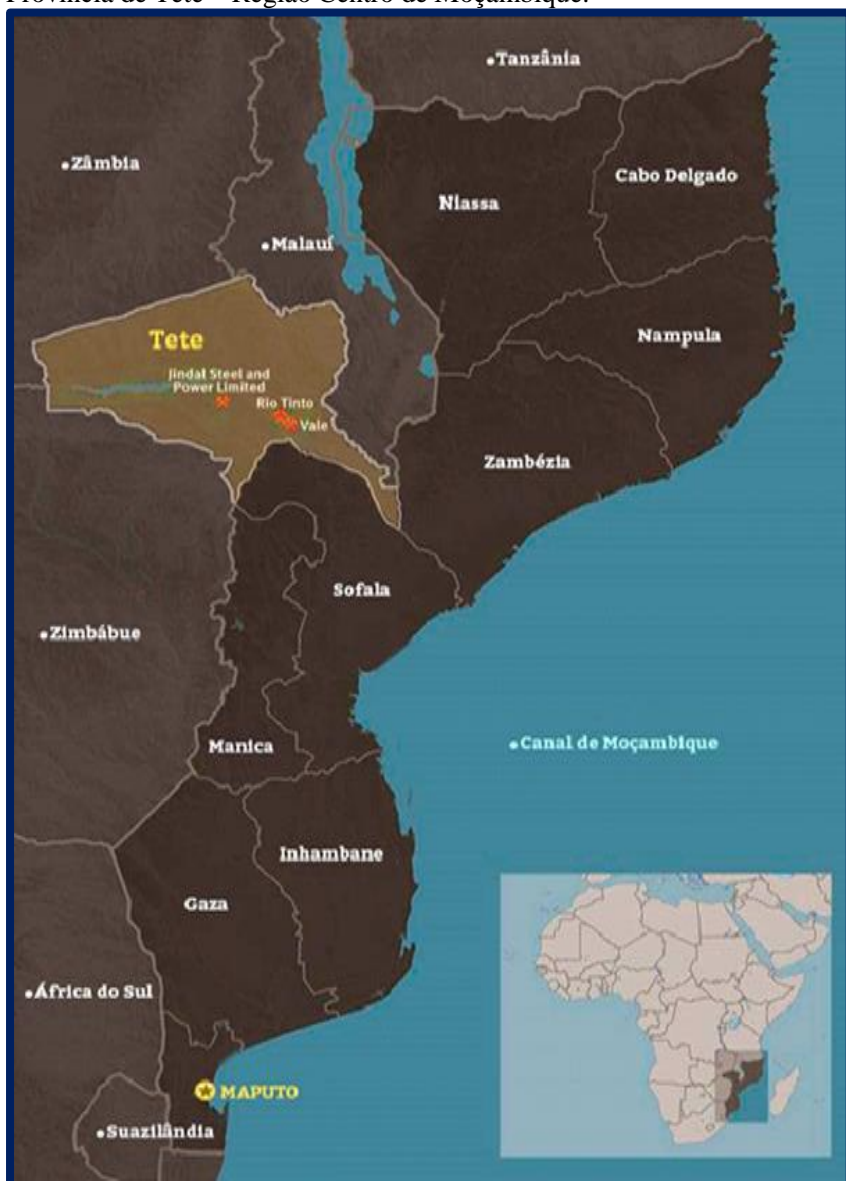 Província de Tete – Região Centro de Moçambique.
Tanzânia
Zâmbia
Cabo Delgado
Niassa
Malauí
Nampula
Tete
Jindal Steel and
Power Limited
Rio Tinto
Vale
Zambézia
Sofala
Zimbábue
Manica
Canal de Moçambique
Inhambane
Gaza
África do Sul
MAPUTO
Suazilândia